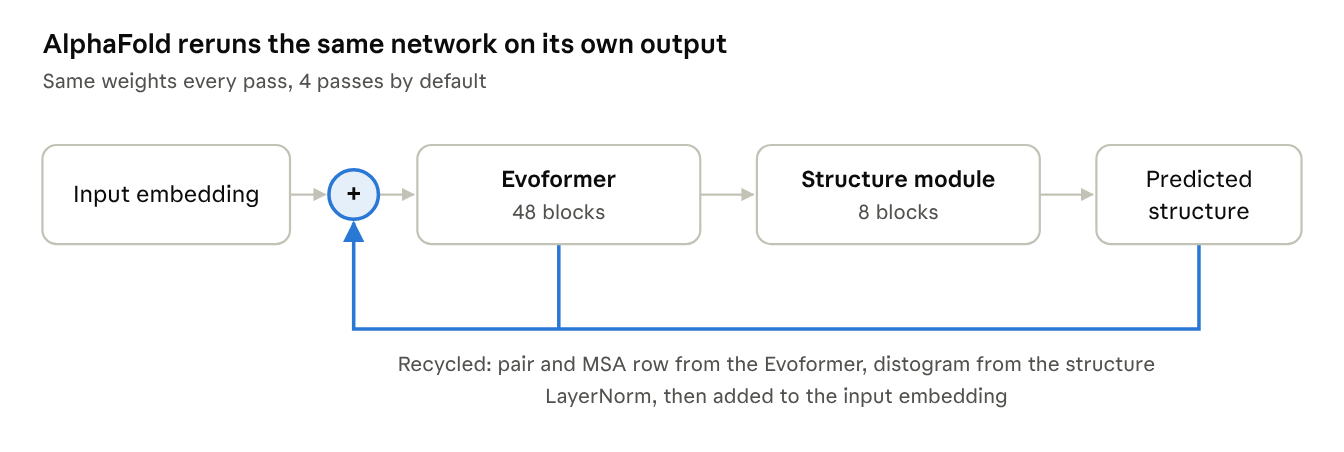 AlphaFold reruns the same network on its own output
Same weights every pass, 4 passes by default
Input embedding
+
Evoformer
48 blocks
Structure module
8 blocks
Predicted
structure
Recycled: pair and MSA row from the Evoformer, distogram from the structure
LayerNorm, then added to the input embedding